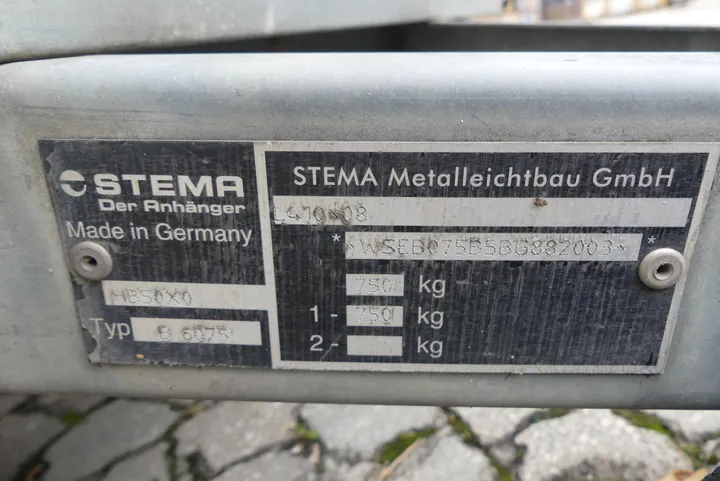 STEMA
Der Anhänger
Made in Germany
HB50X0
Typ B 6075
STEMA Metalleichtbau GmbH
L410*08
* *WSEB075B5BG882003* *
750 kg
1- 750 kg
2- kg